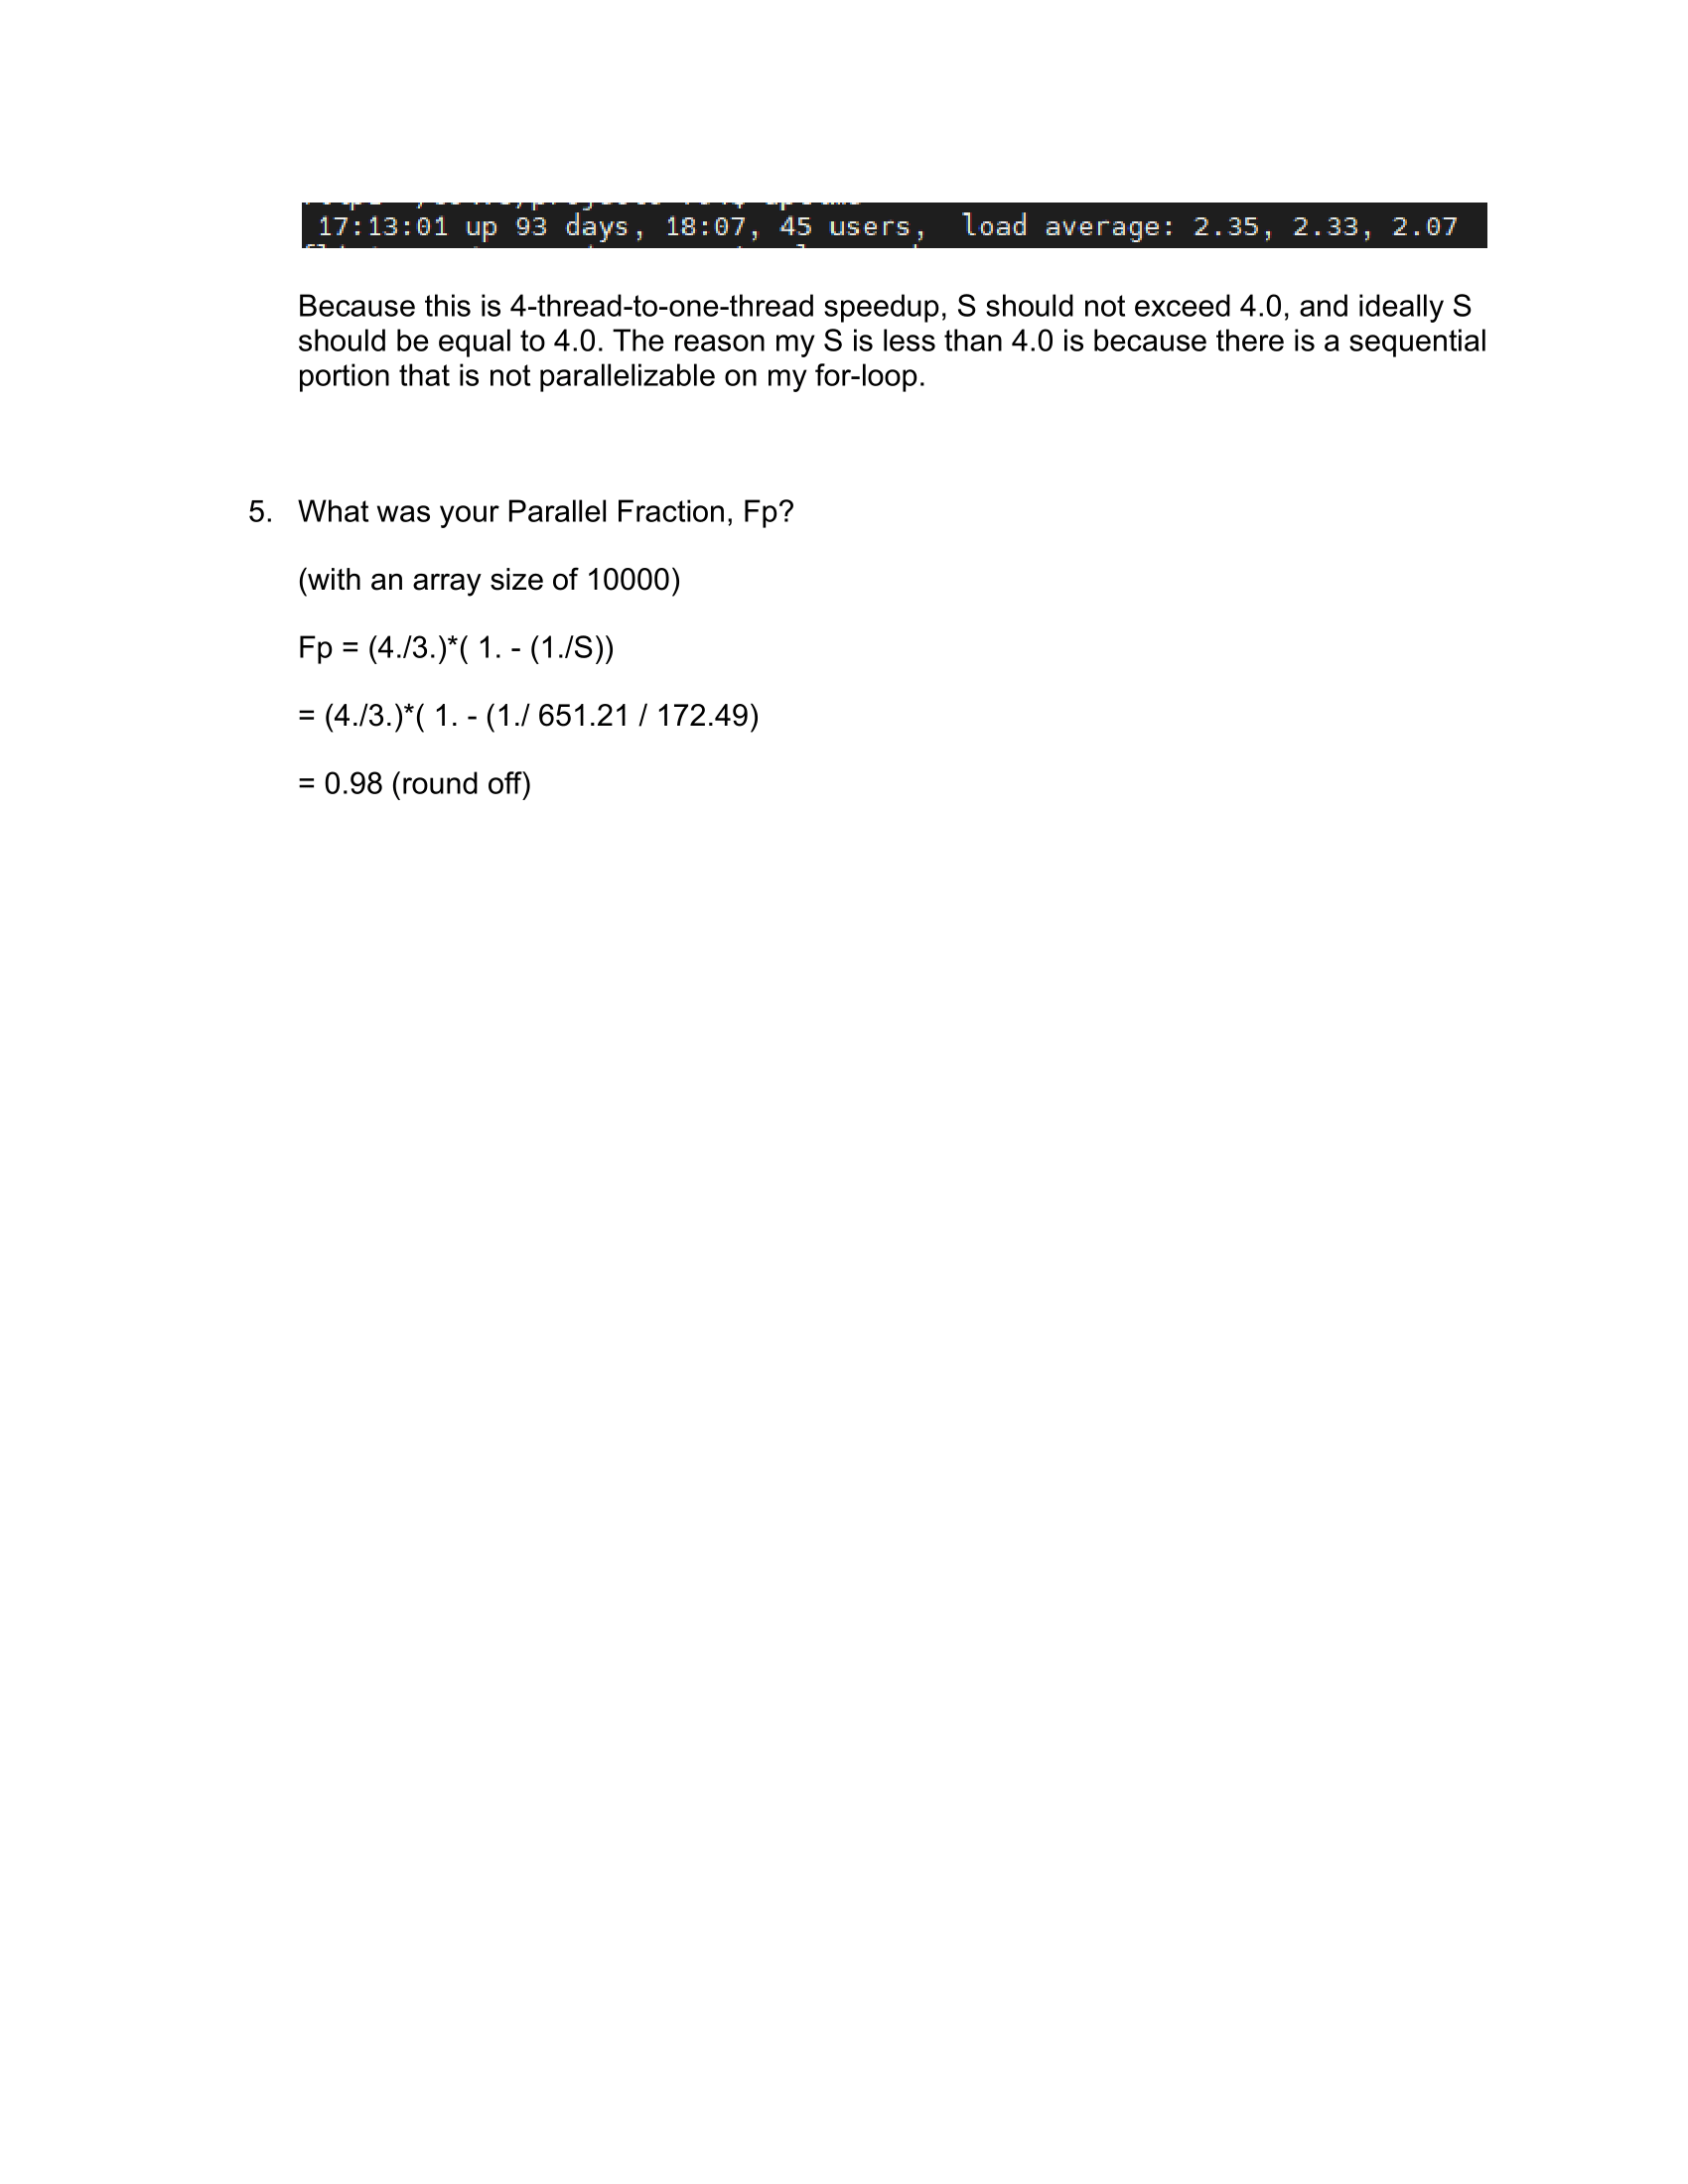 17:13:01 up 93 days, 18:07, 45 users,  load average: 2.35, 2.33, 2.07
Because this is 4-thread-to-one-thread speedup, S should not exceed 4.0, and ideally S
should be equal to 4.0. The reason my S is less than 4.0 is because there is a sequential
portion that is not parallelizable on my for-loop.
5. What was your Parallel Fraction, Fp?
(with an array size of 10000)
Fp = (4./3.)*( 1. - (1./S))
= (4./3.)*( 1. - (1./ 651.21 / 172.49)
= 0.98 (round off)